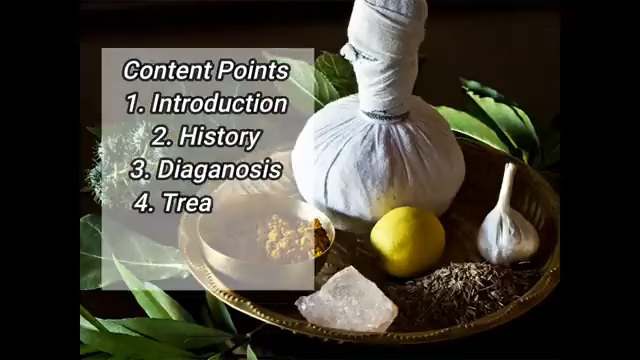 Content Points
1. Introduction
2. History
3. Diaganosis
4. Trea